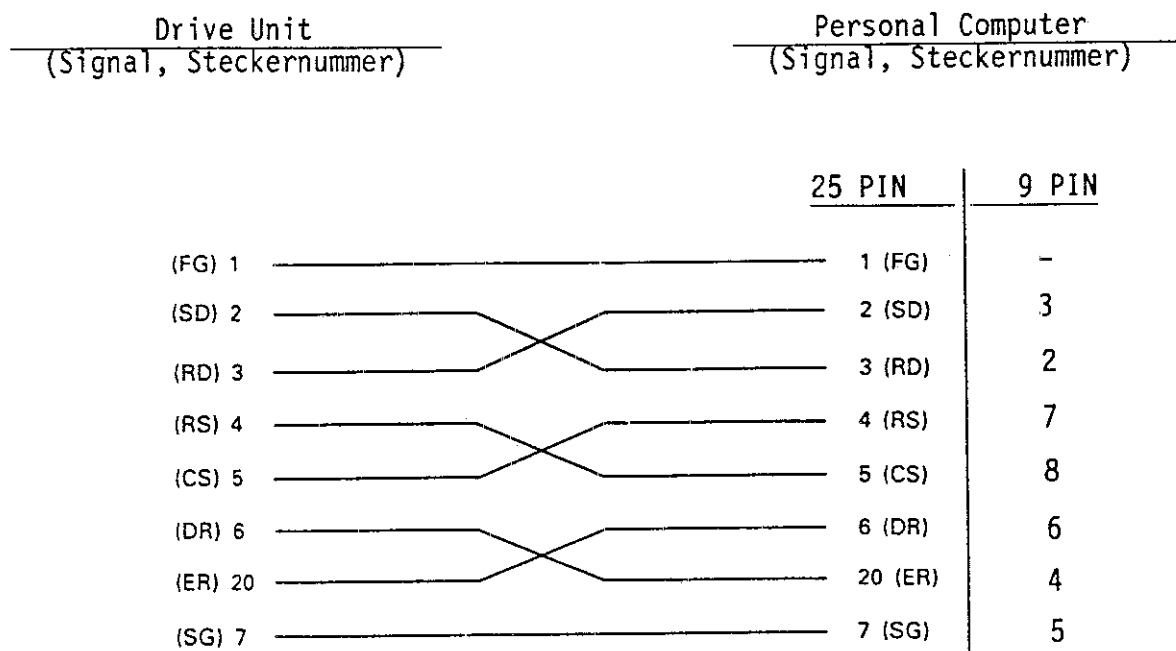 Drive Unit Personal Computer
(Signal, Steckernummer) (Signal, Steckernummer)
25 PIN 9 PIN
(FG) 1 1 (FG) -
(SD) 2 2 (SD) 3
(RD) 3 3 (RD) 2
(RS) 4 4 (RS) 7
(CS) 5 5 (CS) 8
(DR) 6 6 (DR) 6
(ER) 20 20 (ER) 4
(SG) 7 7 (SG) 5